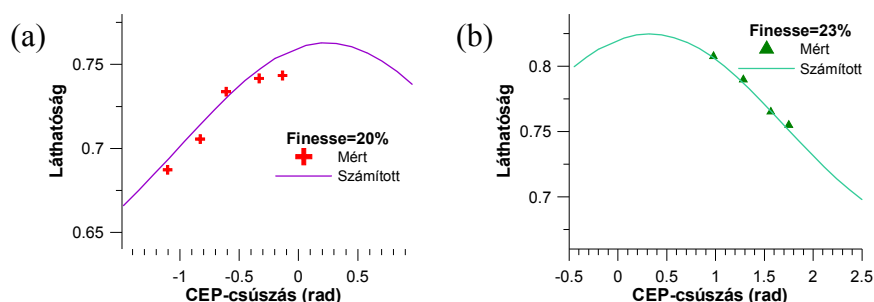 (a)
0.75
0.7
0.65
Láthatóság
Finesse=20%
Mért
Számított
-1
-0.5
0
0.5
CEP-csúszás (rad)
(b)
0.8
0.75
0.7
Láthatóság
Finesse=23%
Mért
Számított
-0.5
0
0.5
1
1.5
2
2.5
CEP-csúszás (rad)